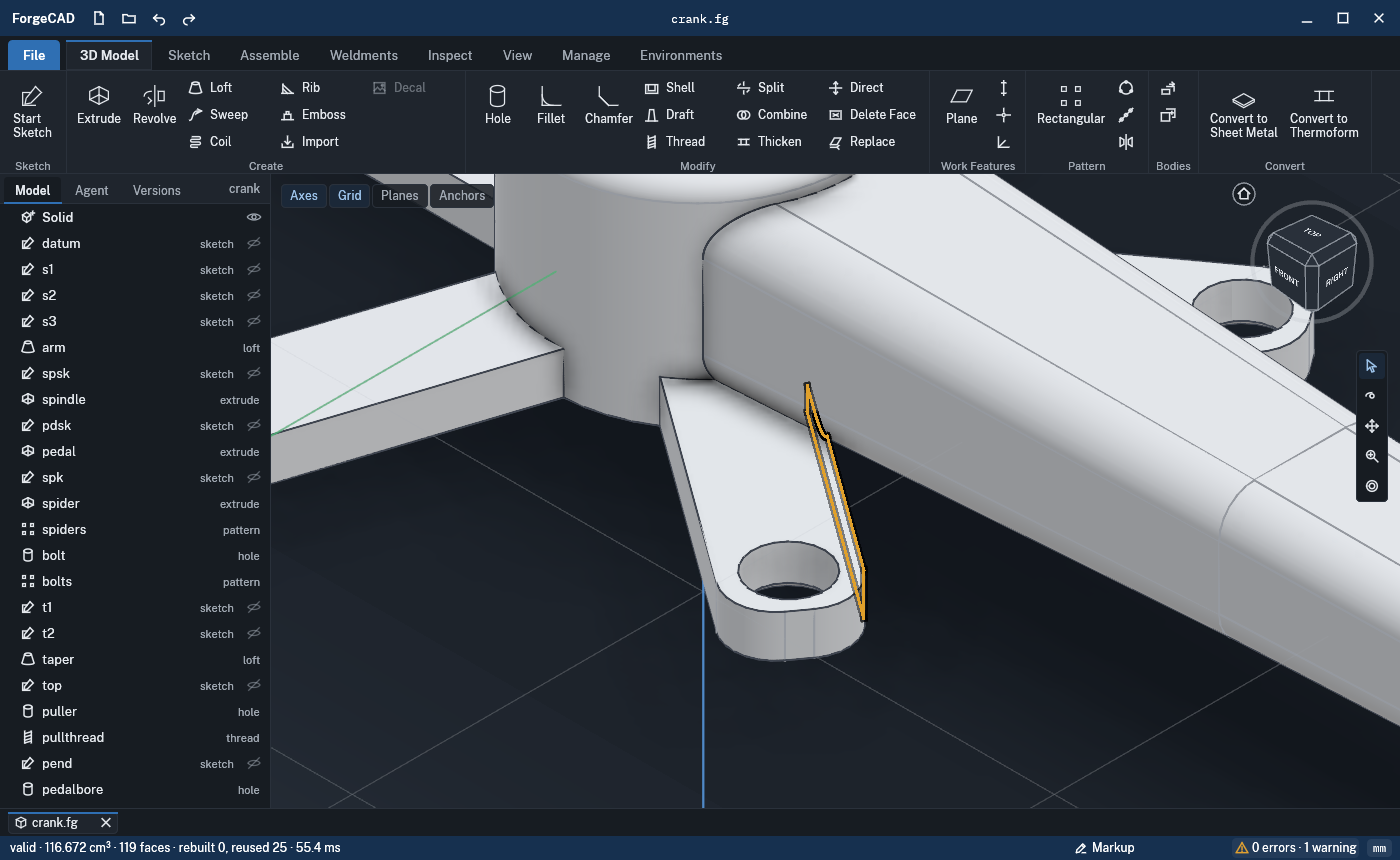 ForgeCAD
crank.fg
File
3D Model
Sketch
Assemble
Weldments
Inspect
View
Manage
Environments
Start
Sketch
Extrude
Revolve
Loft
Sweep
Coil
Rib
Emboss
Import
Decal
Hole
Fillet
Chamfer
Shell
Draft
Thread
Split
Combine
Thicken
Direct
Delete Face
Replace
Plane
Rectangular
Convert to
Sheet Metal
Convert to
Thermoform
Sketch
Create
Modify
Work Features
Pattern
Bodies
Convert
Model
Agent
Versions
crank
Axes
Grid
Planes
Anchors
Solid
datum sketch
s1 sketch
s2 sketch
s3 sketch
arm loft
spsk sketch
spindle extrude
pdsk sketch
pedal extrude
spk sketch
spider extrude
spiders pattern
bolt hole
bolts pattern
t1 sketch
t2 sketch
taper loft
top sketch
puller hole
pullthread thread
pend sketch
pedalbore hole
TOP
FRONT
RIGHT
crank.fg
valid · 116.672 cm³ · 119 faces · rebuilt 0, reused 25 · 55.4 ms
Markup
0 errors · 1 warning
mm